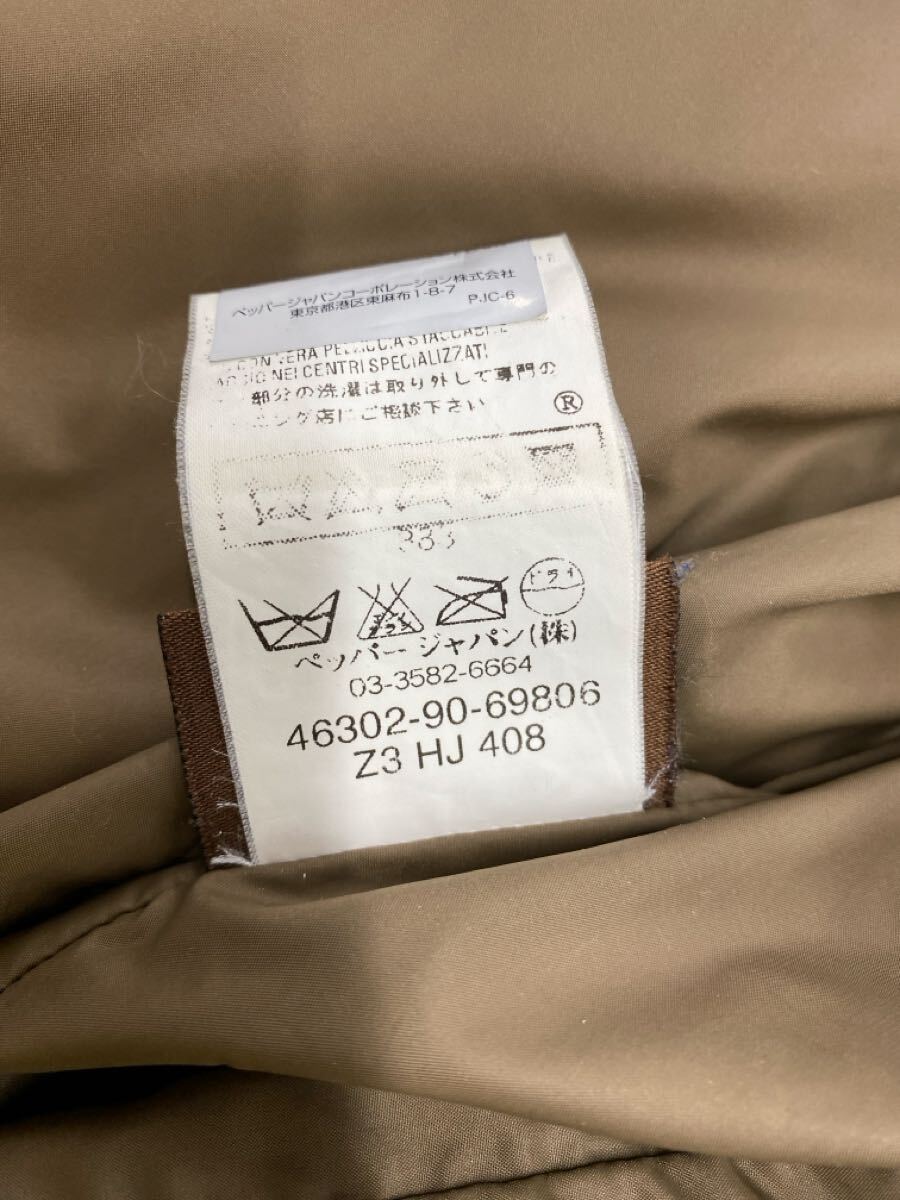 ペッパージャパンコーポレーション株式会社
東京都港区東麻布1-8-7 PJC-6
NEI CENTRI SPECIALIZZATI
部分の洗濯は取り外して専門の
ング店にご相談下さい ®
ドライ
ペッパー ジャパン(株)
03-3582-6664
46302-90-69806
Z3 HJ 408